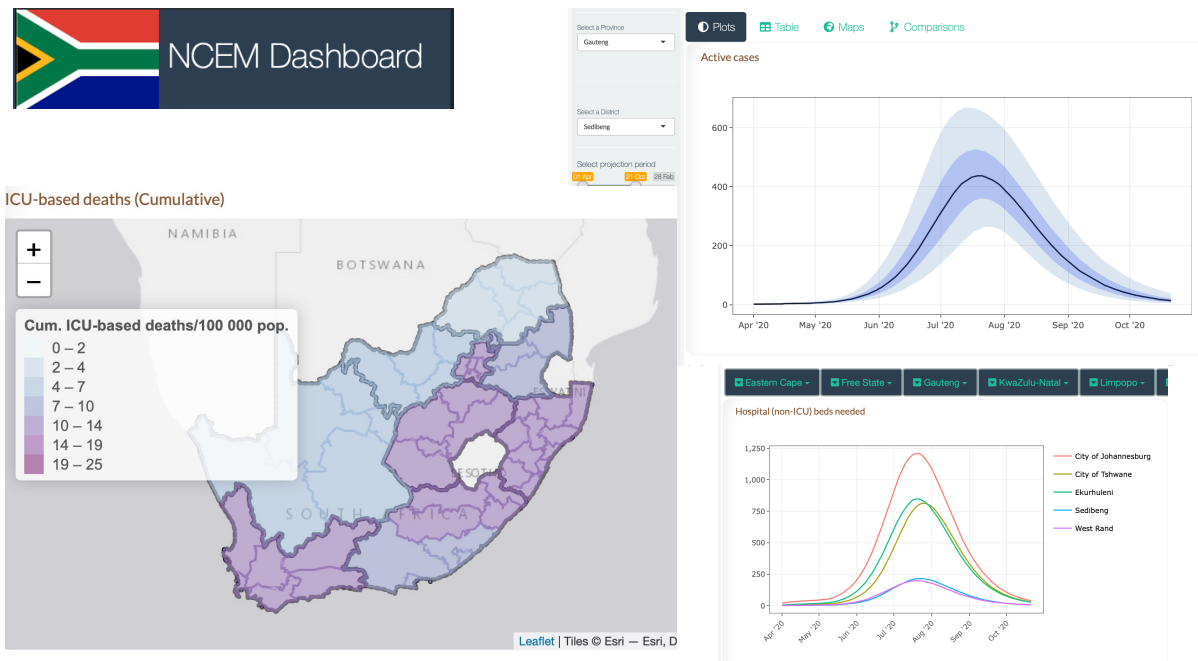 NCEM Dashboard
Select a Province
Gauteng
Select a District
Sedibeng
Select projection period
01 Apr 21 Oct 28 Feb
Plots Table Maps Comparisons
Active cases
600
400
200
0
Apr '20 May '20 Jun '20 Jul '20 Aug '20 Sep '20 Oct '20
ICU-based deaths (Cumulative)
+
−
NAMIBIA
BOTSWANA
Cum. ICU-based deaths/100 000 pop.
0 – 2
2 – 4
4 – 7
7 – 10
10 – 14
14 – 19
19 – 25
SOUTH AFRICA
Leaflet | Tiles © Esri — Esri, D
Eastern Cape Free State Gauteng KwaZulu-Natal Limpopo
Hospital (non-ICU) beds needed
1,250
1,000
750
500
250
0
Apr '20 May '20 Jun '20 Jul '20 Aug '20 Sep '20 Oct '20
City of Johannesburg
City of Tshwane
Ekurhuleni
Sedibeng
West Rand